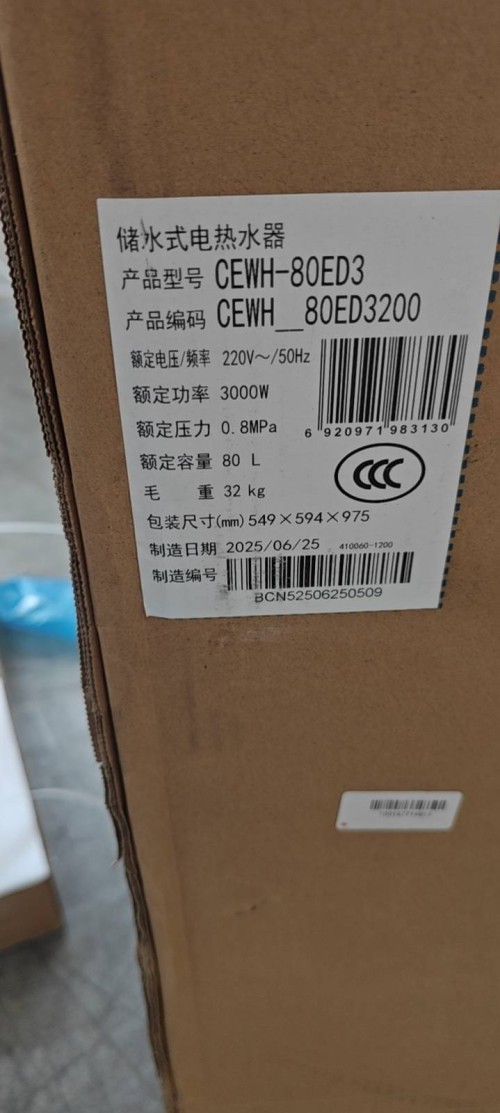 储水式电热水器
产品型号 CEWH-80ED3
产品编码 CEWH__80ED3200
额定电压/频率 220V～/50Hz
额定功率 3000W
额定压力 0.8MPa
6 920971 983130
额定容量 80 L
CCC
毛 重 32 kg
包装尺寸(mm) 549×594×975
制造日期 2025/06/25 410060-1200
制造编号
BCN52506250509